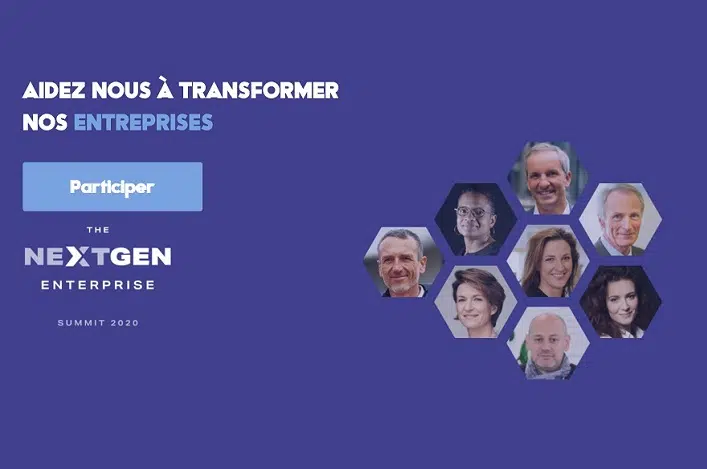 AIDEZ NOUS À TRANSFORMER
NOS ENTREPRISES
Participer
THE
NEXTGEN
ENTERPRISE
SUMMIT 2020